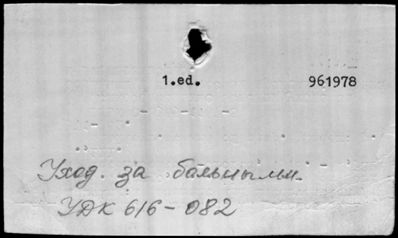 1.ed. 961978
Уход. за больными.
УДК 616-082